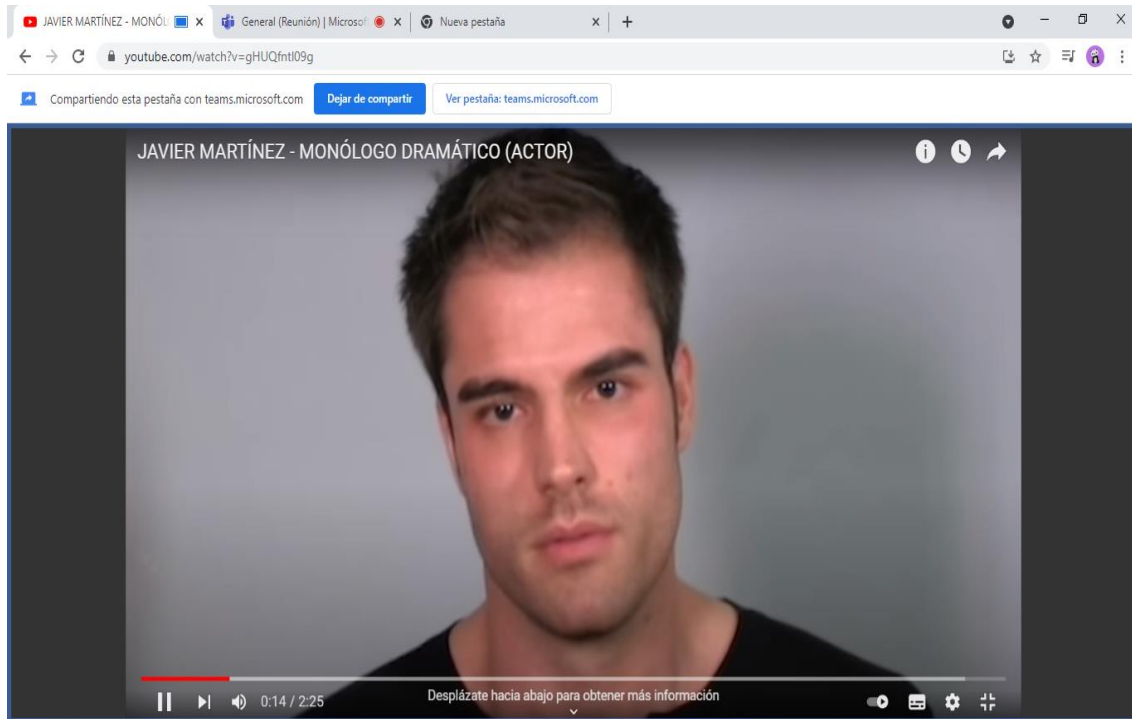 JAVIER MARTÍNEZ - MONÓL
General (Reunión) | Microsof
Nueva pestaña
youtube.com/watch?v=gHUQfntl09g
Compartiendo esta pestaña con teams.microsoft.com
Dejar de compartir
Ver pestaña: teams.microsoft.com
JAVIER MARTÍNEZ - MONÓLOGO DRAMÁTICO (ACTOR)
0:14 / 2:25
Desplázate hacia abajo para obtener más información